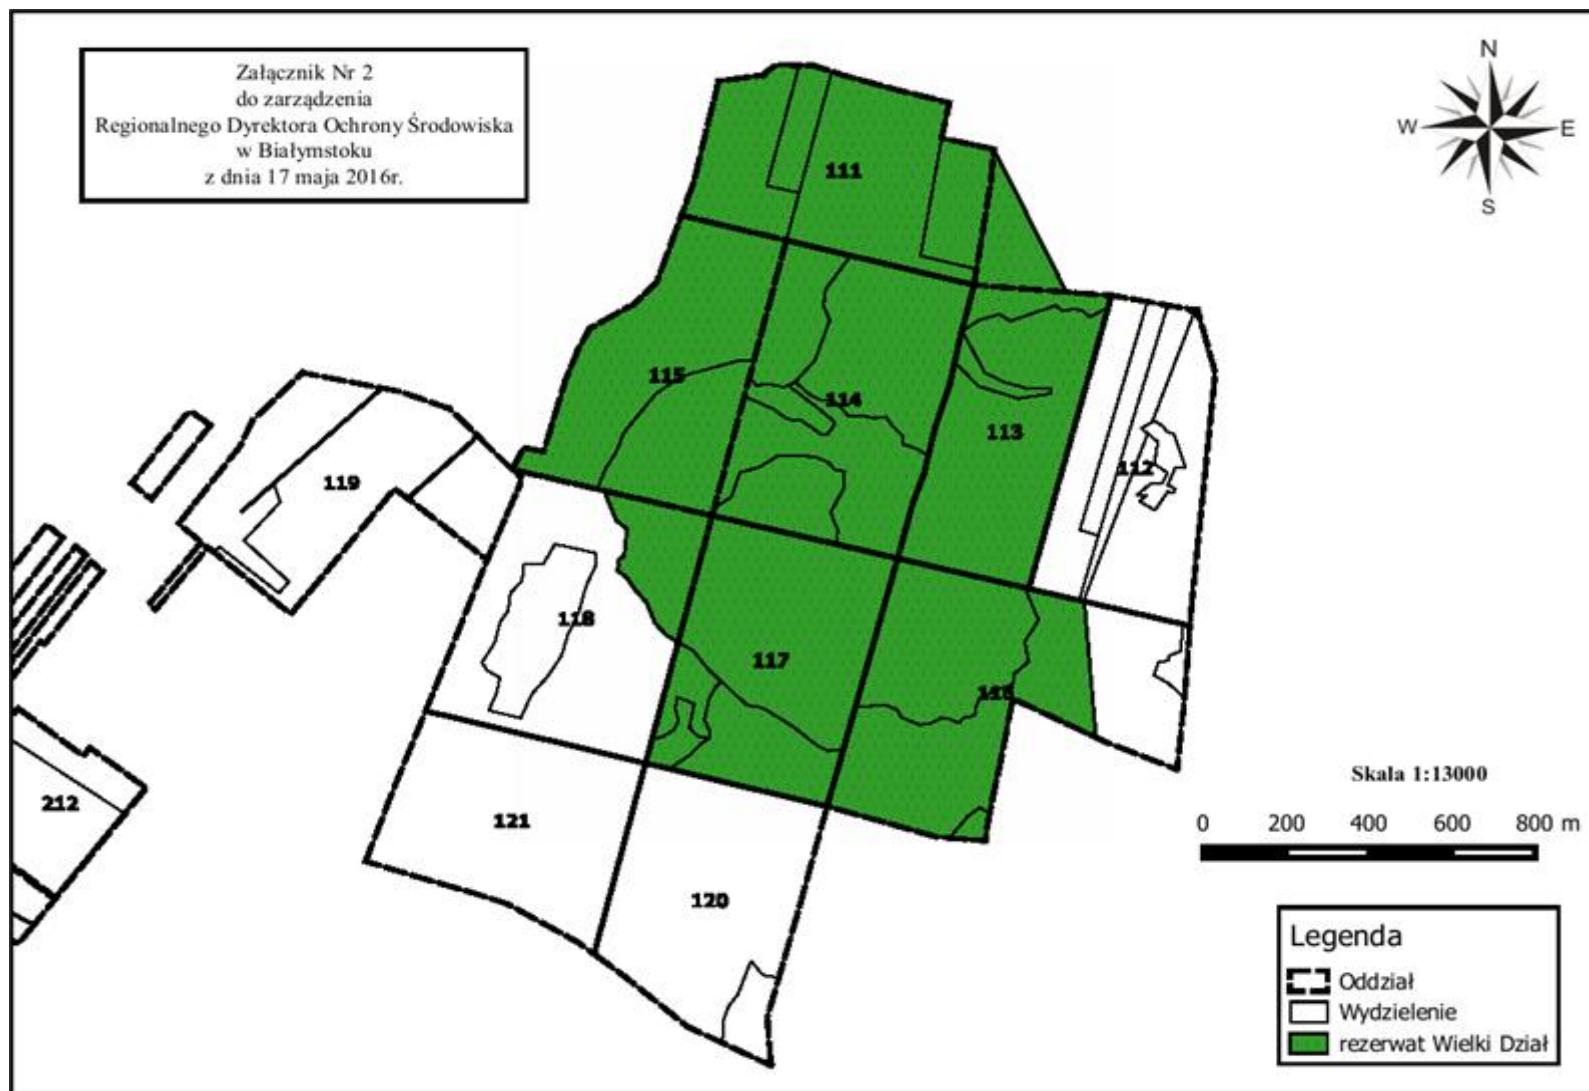 Załącznik Nr 2
do zarządzenia
Regionalnego Dyrektora Ochrony Środowiska
w Białymstoku
z dnia 17 maja 2016r.
N
W E
S
111
115
114
113
112
119
118
117
116
212
121
120
Skala 1:13000
0 200 400 600 800 m
Legenda
Oddział
Wydzielenie
rezerwat Wielki Dział